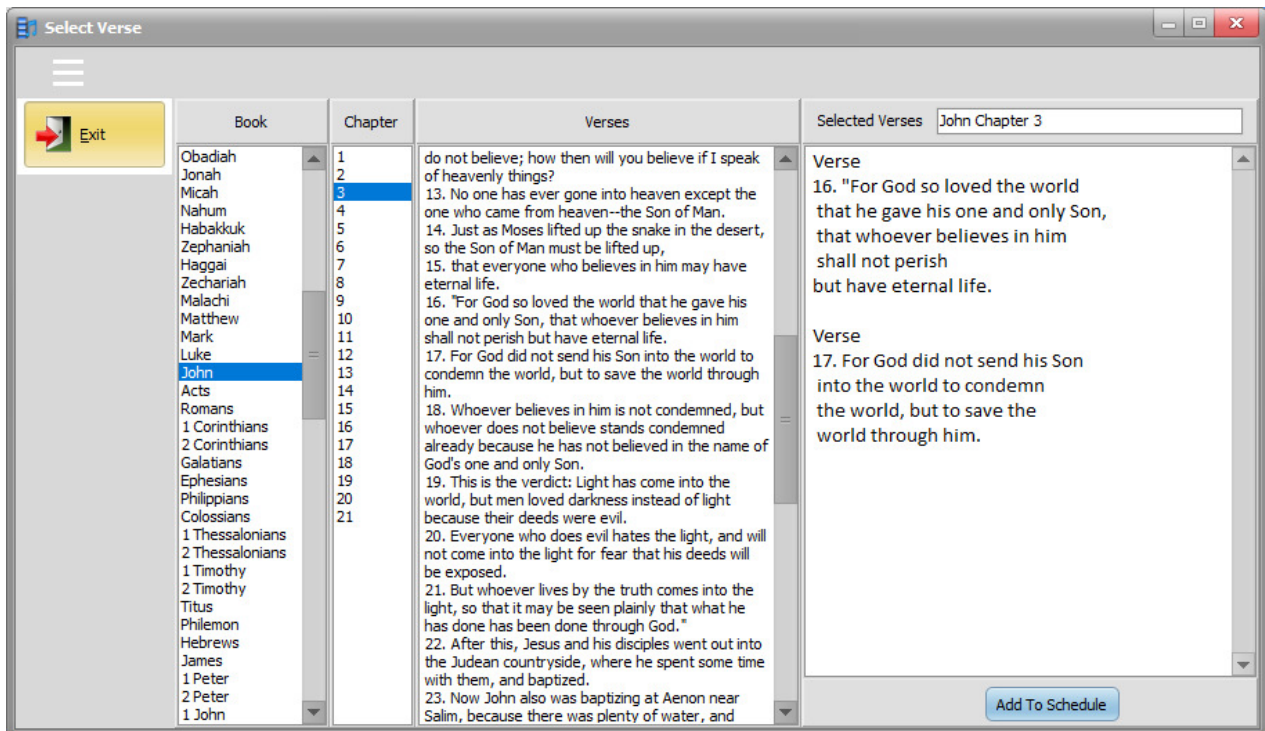 Select Verse
Exit
Book
Chapter
Verses
Selected Verses
John Chapter 3
Obadiah
Jonah
Micah
Nahum
Habakkuk
Zephaniah
Haggai
Zechariah
Malachi
Matthew
Mark
Luke
John
Acts
Romans
1 Corinthians
2 Corinthians
Galatians
Ephesians
Philippians
Colossians
1 Thessalonians
2 Thessalonians
1 Timothy
2 Timothy
Titus
Philemon
Hebrews
James
1 Peter
2 Peter
1 John
1
2
3
4
5
6
7
8
9
10
11
12
13
14
15
16
17
18
19
20
21
do not believe; how then will you believe if I speak
of heavenly things?
13. No one has ever gone into heaven except the
one who came from heaven--the Son of Man.
14. Just as Moses lifted up the snake in the desert,
so the Son of Man must be lifted up,
15. that everyone who believes in him may have
eternal life.
16. "For God so loved the world that he gave his
one and only Son, that whoever believes in him
shall not perish but have eternal life.
17. For God did not send his Son into the world to
condemn the world, but to save the world through
him.
18. Whoever believes in him is not condemned, but
whoever does not believe stands condemned
already because he has not believed in the name of
God's one and only Son.
19. This is the verdict: Light has come into the
world, but men loved darkness instead of light
because their deeds were evil.
20. Everyone who does evil hates the light, and will
not come into the light for fear that his deeds will
be exposed.
21. But whoever lives by the truth comes into the
light, so that it may be seen plainly that what he
has done has been done through God."
22. After this, Jesus and his disciples went out into
the Judean countryside, where he spent some time
with them, and baptized.
23. Now John also was baptizing at Aenon near
Salim, because there was plenty of water, and
Verse
16. "For God so loved the world
that he gave his one and only Son,
that whoever believes in him
shall not perish
but have eternal life.
Verse
17. For God did not send his Son
into the world to condemn
the world, but to save the
world through him.
Add To Schedule